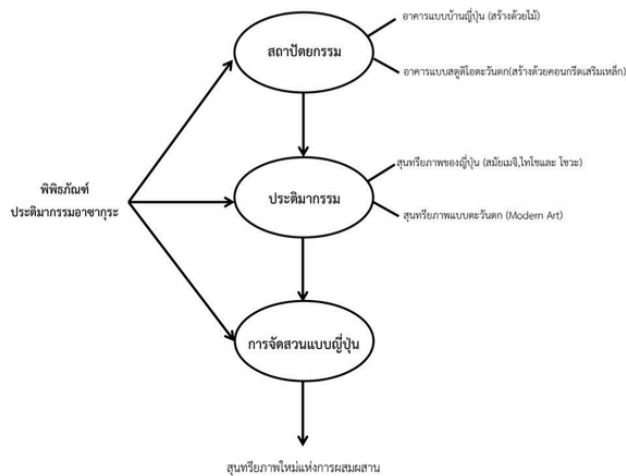 อาคารแบบบ้านญี่ปุ่น (สร้างด้วยไม้)
สถาปัตยกรรม
อาคารแบบสตูดิโอตะวันตก(สร้างด้วยคอนกรีตเสริมเหล็ก)
สุนทรียภาพของญี่ปุ่น (สมัยเมจิ,ไทโชและ โชวะ)
พิพิธภัณฑ์
ประติมากรรมอาซากุระ
ประติมากรรม
สุนทรียภาพแบบตะวันตก (Modern Art)
การจัดสวนแบบญี่ปุ่น
สุนทรียภาพใหม่แห่งการผสมผสาน